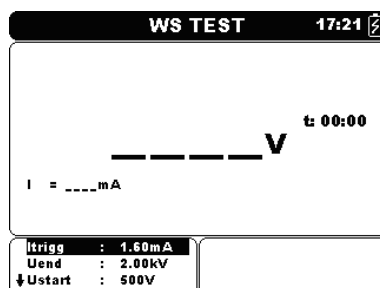 WS TEST 17:21
t: 00:00
____V
I = ____mA
Itrigg : 1.60mA
Uend : 2.00kV
Ustart : 500V